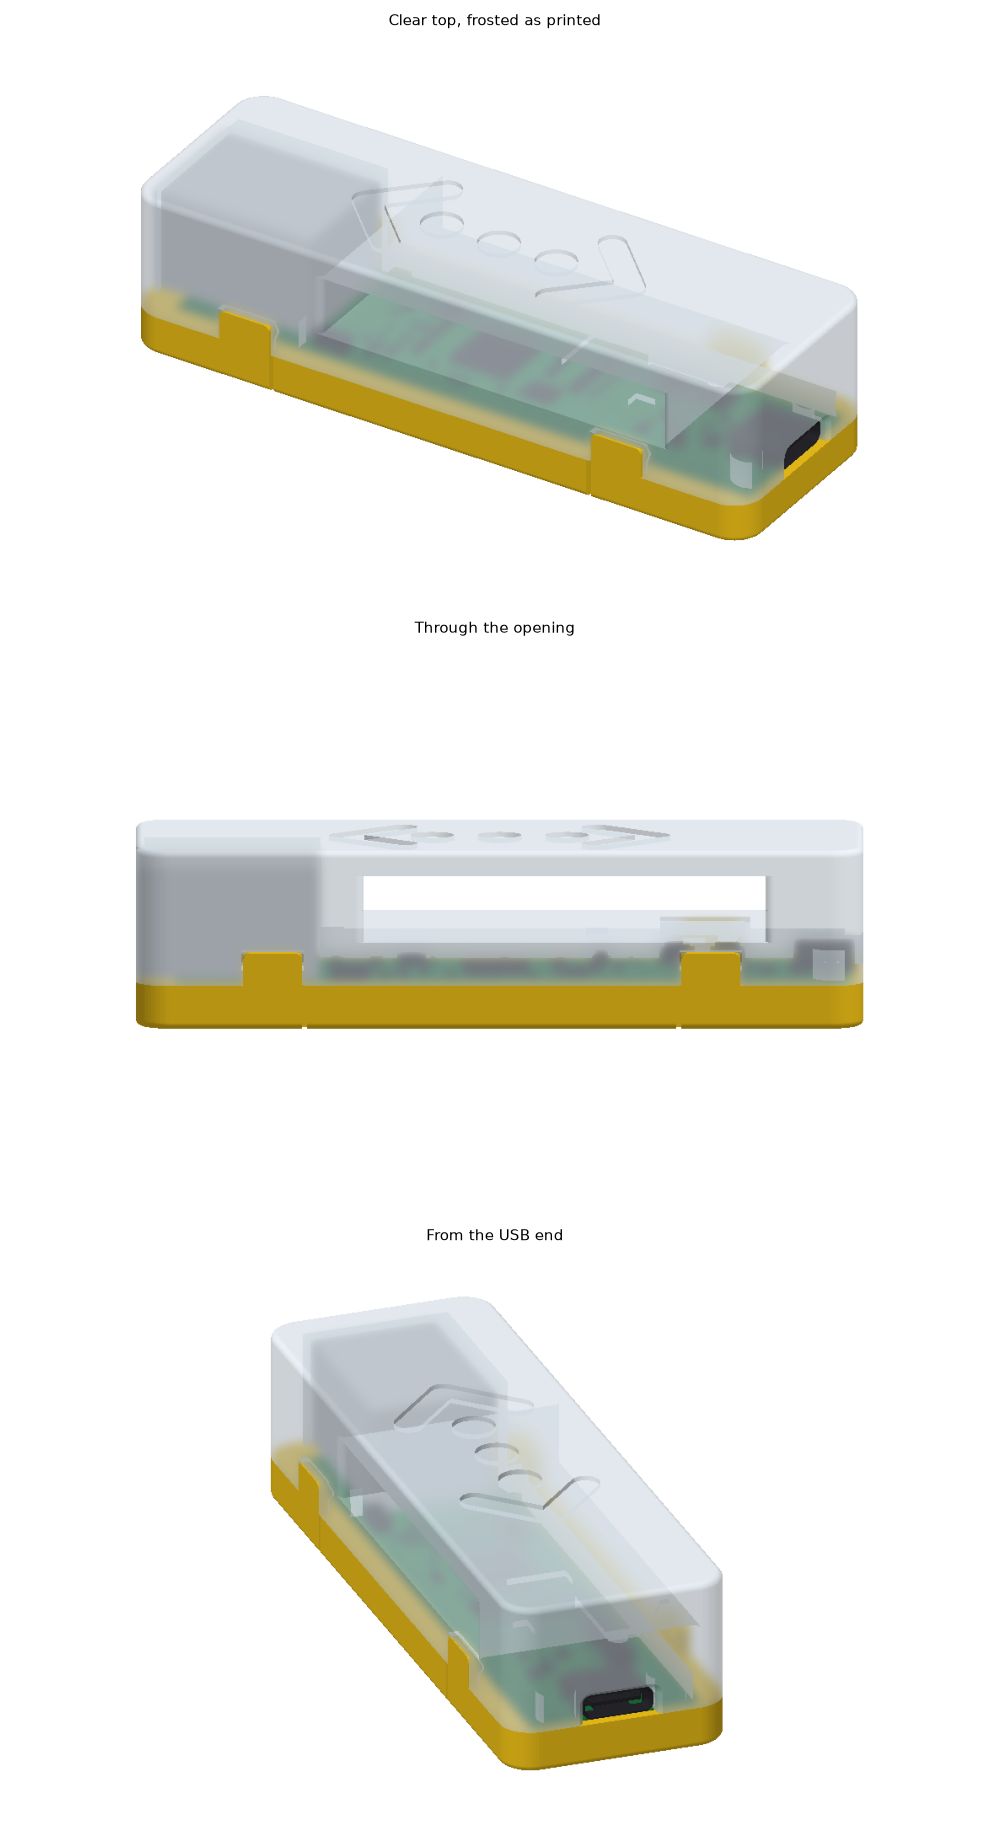 Clear top, frosted as printed
Through the opening
From the USB end